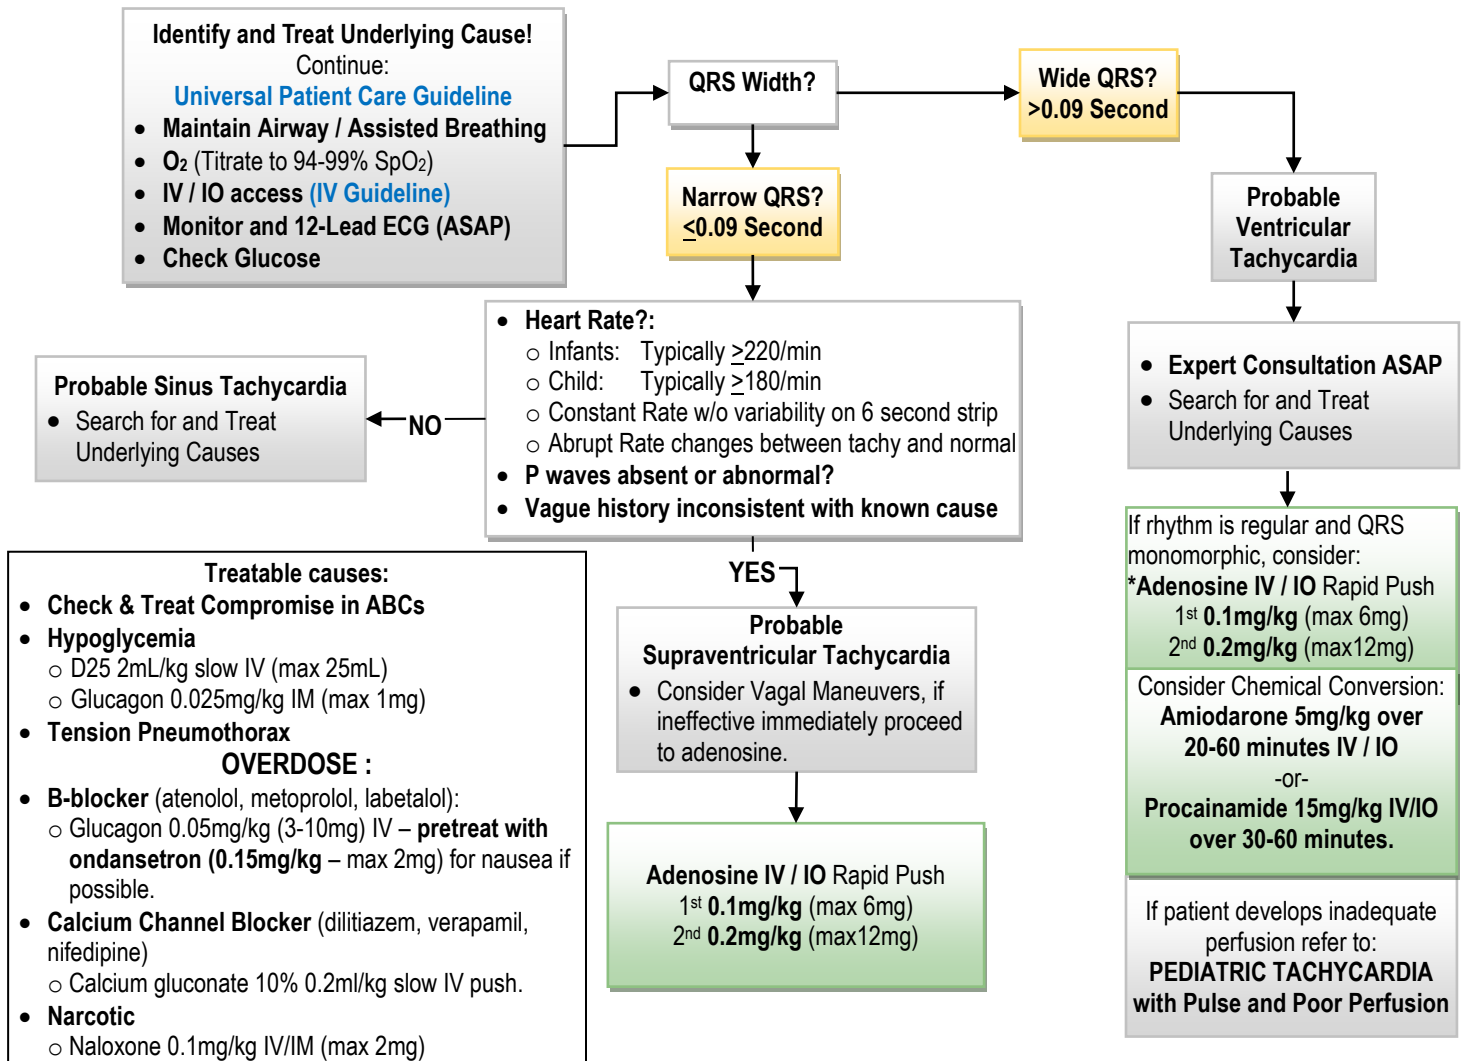 Identify and Treat Underlying Cause!
Continue:
Universal Patient Care Guideline
• Maintain Airway / Assisted Breathing
• O₂ (Titrate to 94-99% SpO₂)
• IV / IO access (IV Guideline)
• Monitor and 12-Lead ECG (ASAP)
• Check Glucose
QRS Width?
Wide QRS?
>0.09 Second
Narrow QRS?
≤0.09 Second
Probable
Ventricular
Tachycardia
• Heart Rate?:
○ Infants: Typically ≥220/min
○ Child: Typically ≥180/min
○ Constant Rate w/o variability on 6 second strip
○ Abrupt Rate changes between tachy and normal
• P waves absent or abnormal?
• Vague history inconsistent with known cause
NO
Probable Sinus Tachycardia
• Search for and Treat
Underlying Causes
• Expert Consultation ASAP
• Search for and Treat
Underlying Causes
YES
Probable
Supraventricular Tachycardia
• Consider Vagal Maneuvers, if
ineffective immediately proceed
to adenosine.
Adenosine IV / IO Rapid Push
1st 0.1mg/kg (max 6mg)
2nd 0.2mg/kg (max12mg)
If rhythm is regular and QRS
monomorphic, consider:
*Adenosine IV / IO Rapid Push
1st 0.1mg/kg (max 6mg)
2nd 0.2mg/kg (max12mg)
Consider Chemical Conversion:
Amiodarone 5mg/kg over
20-60 minutes IV / IO
-or-
Procainamide 15mg/kg IV/IO
over 30-60 minutes.
If patient develops inadequate
perfusion refer to:
PEDIATRIC TACHYCARDIA
with Pulse and Poor Perfusion
Treatable causes:
• Check & Treat Compromise in ABCs
• Hypoglycemia
○ D25 2mL/kg slow IV (max 25mL)
○ Glucagon 0.025mg/kg IM (max 1mg)
• Tension Pneumothorax
OVERDOSE :
• B-blocker (atenolol, metoprolol, labetalol):
○ Glucagon 0.05mg/kg (3-10mg) IV – pretreat with
ondansetron (0.15mg/kg – max 2mg) for nausea if
possible.
• Calcium Channel Blocker (dilitiazem, verapamil,
nifedipine)
○ Calcium gluconate 10% 0.2ml/kg slow IV push.
• Narcotic
○ Naloxone 0.1mg/kg IV/IM (max 2mg)